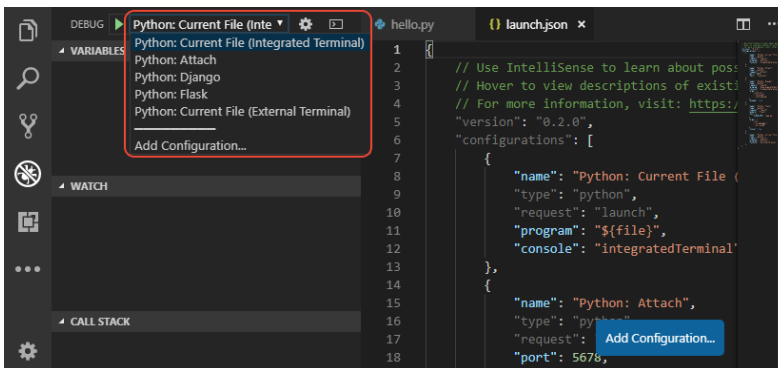 DEBUG Python: Current File (Inte
Python: Current File (Integrated Terminal)
Python: Attach
Python: Django
Python: Flask
Python: Current File (External Terminal)
Add Configuration...
VARIABLES
WATCH
CALL STACK
hello.py {} launch.json ×
1 {
2 // Use IntelliSense to learn about poss
3 // Hover to view descriptions of existi
4 // For more information, visit: https:/
5 "version": "0.2.0",
6 "configurations": [
7 {
8 "name": "Python: Current File (
9 "type": "python",
10 "request": "launch",
11 "program": "${file}",
12 "console": "integratedTerminal"
13 },
14 {
15 "name": "Python: Attach",
16 "type": "python"
17 "request":
18 "port": 5678,
Add Configuration...